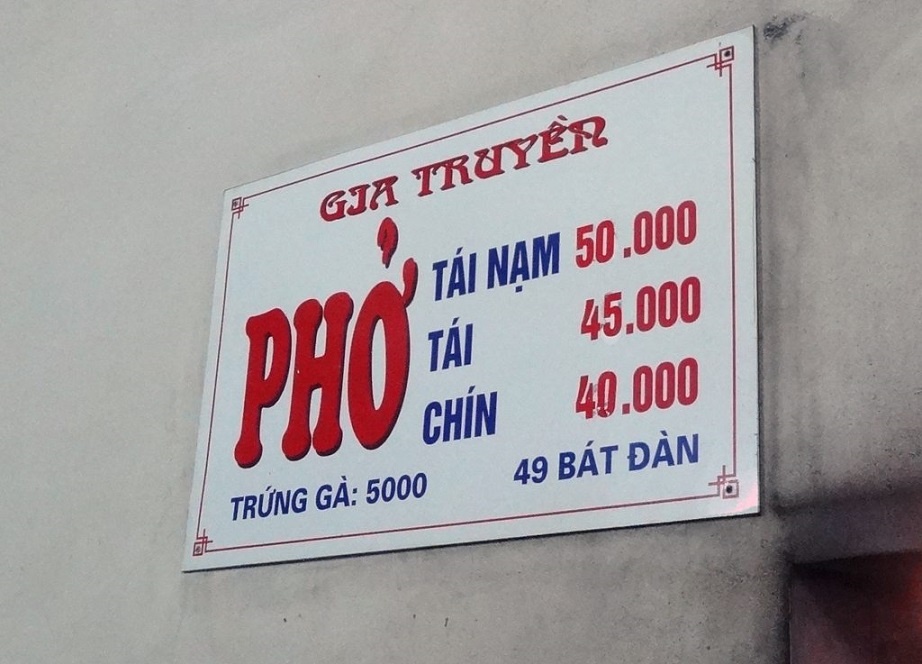 GIA TRUYỀN
PHỞ
TÁI NẠM 50.000
TÁI 45.000
CHÍN 40.000
TRỨNG GÀ: 5000
49 BÁT ĐÀN